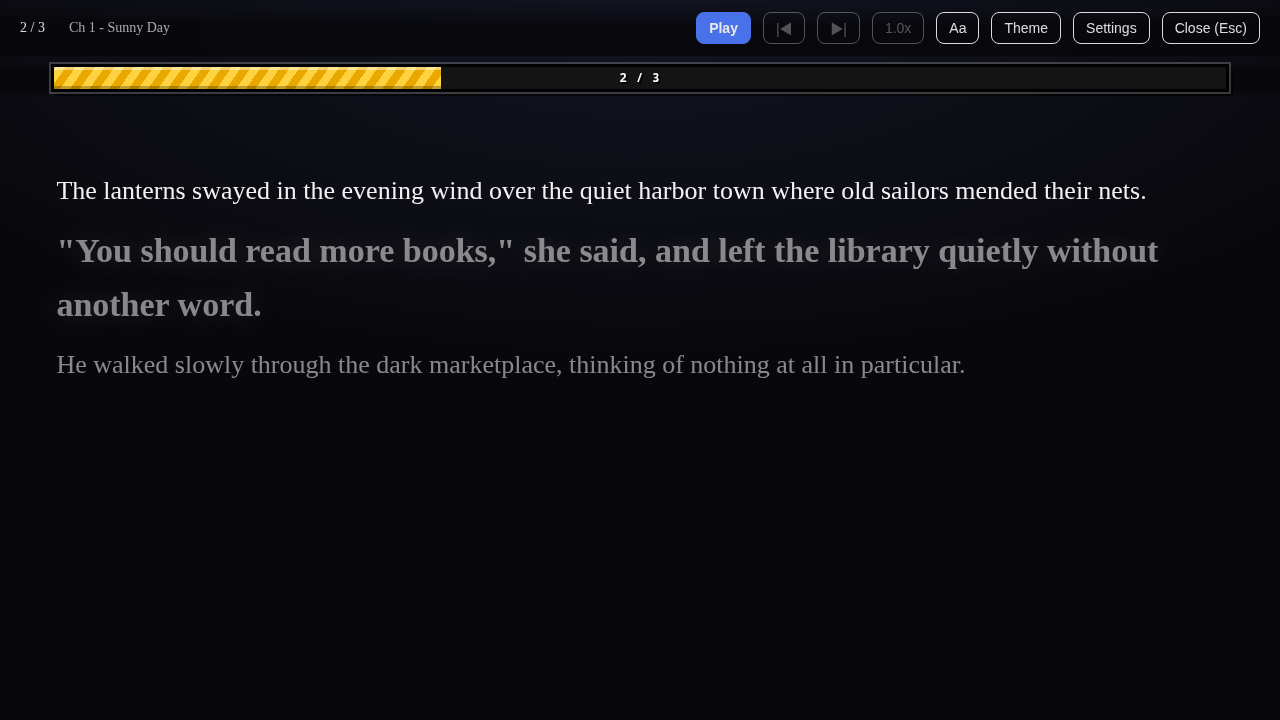 2 / 3 Ch 1 - Sunny Day Play 1.0x Aa Theme Settings Close (Esc)
2 / 3
The lanterns swayed in the evening wind over the quiet harbor town where old sailors mended their nets.
"You should read more books," she said, and left the library quietly without
another word.
He walked slowly through the dark marketplace, thinking of nothing at all in particular.